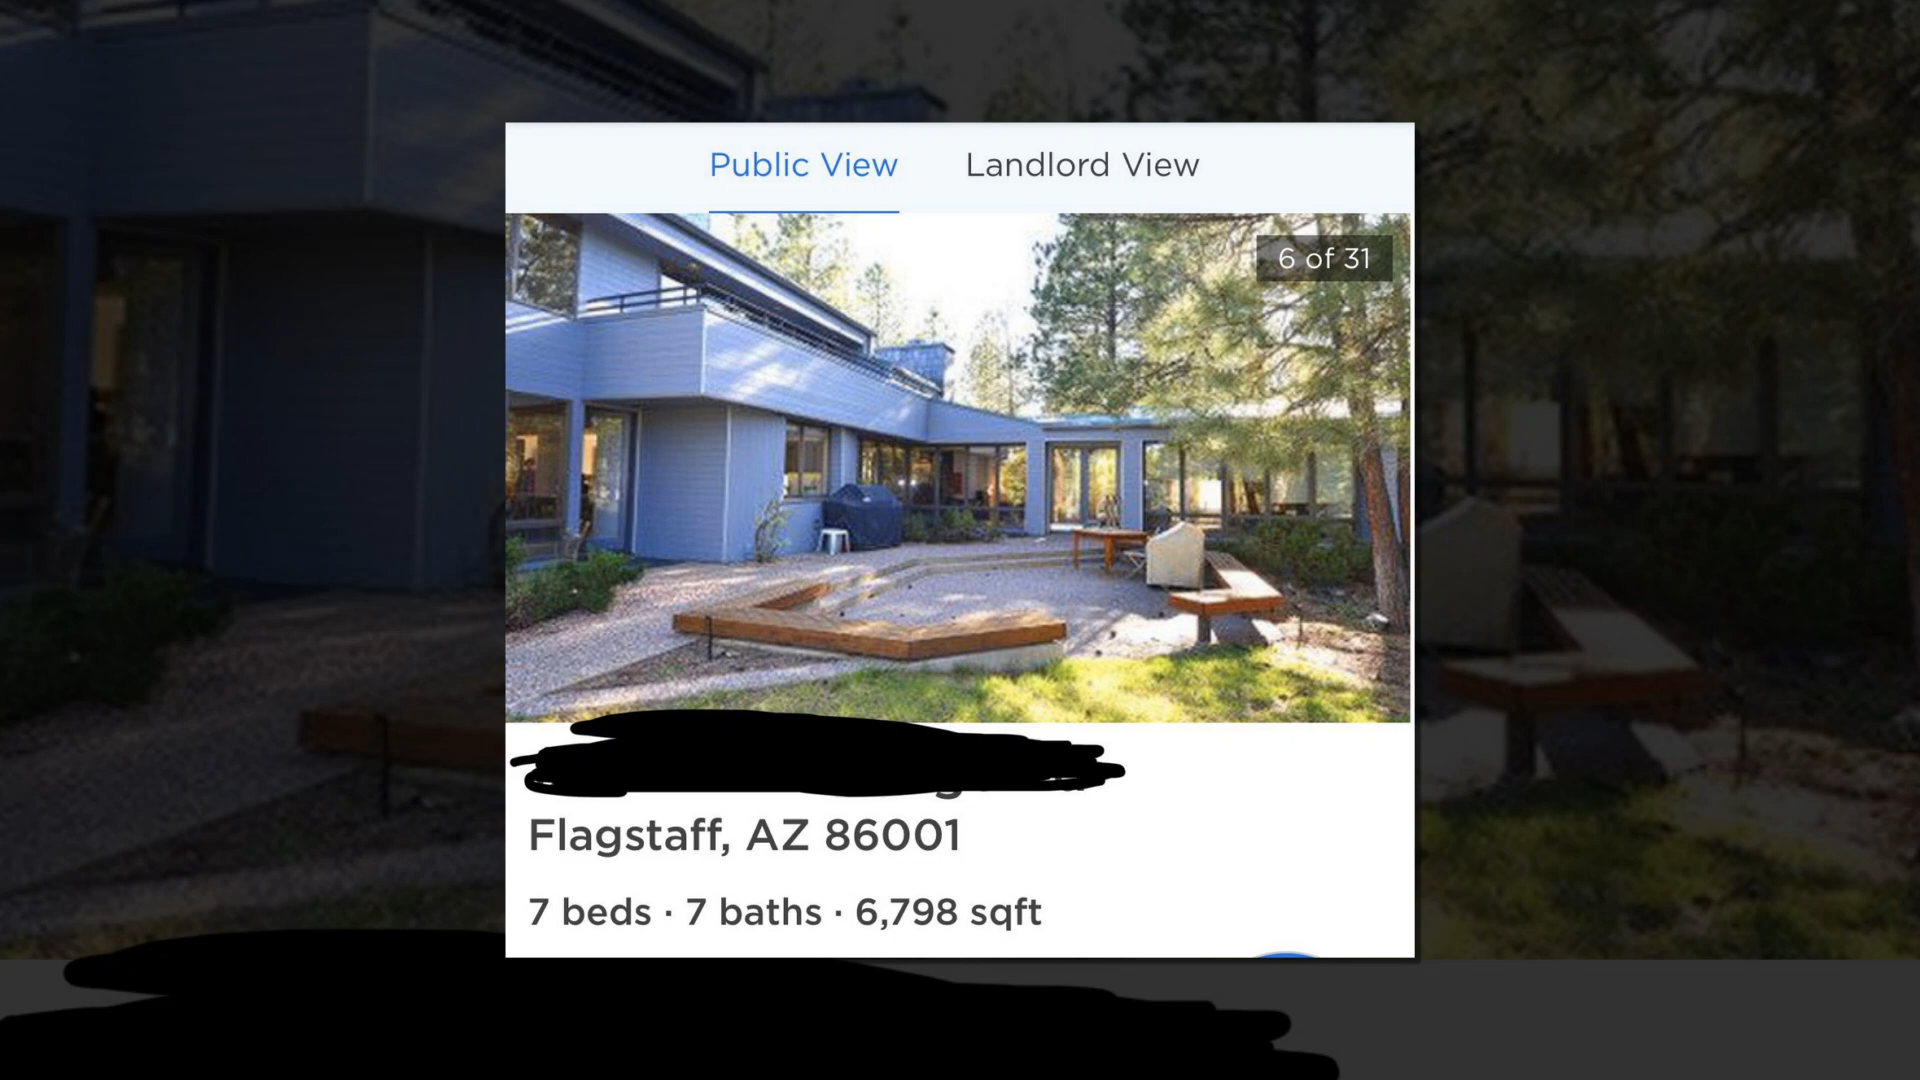 Public View Landlord View
6 of 31
Flagstaff, AZ 86001
7 beds · 7 baths · 6,798 sqft